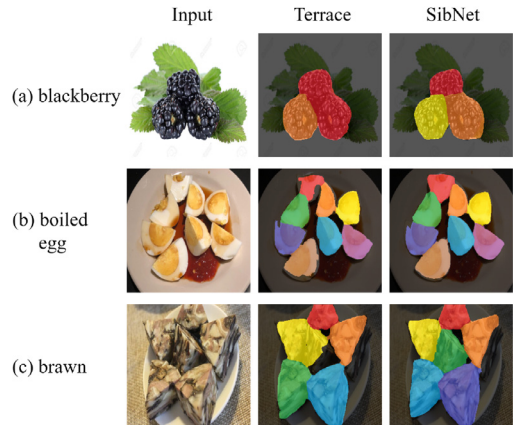 Input Terrace SibNet
(a) blackberry
(b) boiled
egg
(c) brawn